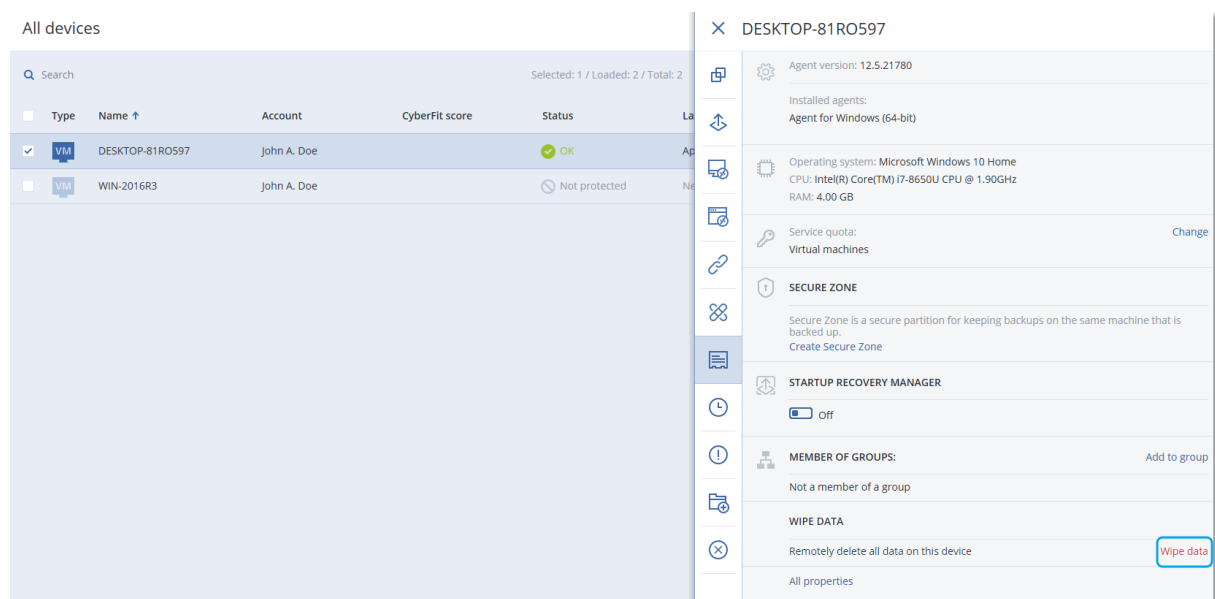 All devices
Search
Selected: 1 / Loaded: 2 / Total: 2
Type Name ↑ Account CyberFit score Status La
VM DESKTOP-81RO597 John A. Doe OK Ap
VM WIN-2016R3 John A. Doe Not protected Ne
DESKTOP-81RO597
Agent version: 12.5.21780
Installed agents:
Agent for Windows (64-bit)
Operating system: Microsoft Windows 10 Home
CPU: Intel(R) Core(TM) i7-8650U CPU @ 1.90GHz
RAM: 4.00 GB
Service quota: Change
Virtual machines
SECURE ZONE
Secure Zone is a secure partition for keeping backups on the same machine that is
backed up.
Create Secure Zone
STARTUP RECOVERY MANAGER
Off
MEMBER OF GROUPS: Add to group
Not a member of a group
WIPE DATA
Remotely delete all data on this device Wipe data
All properties